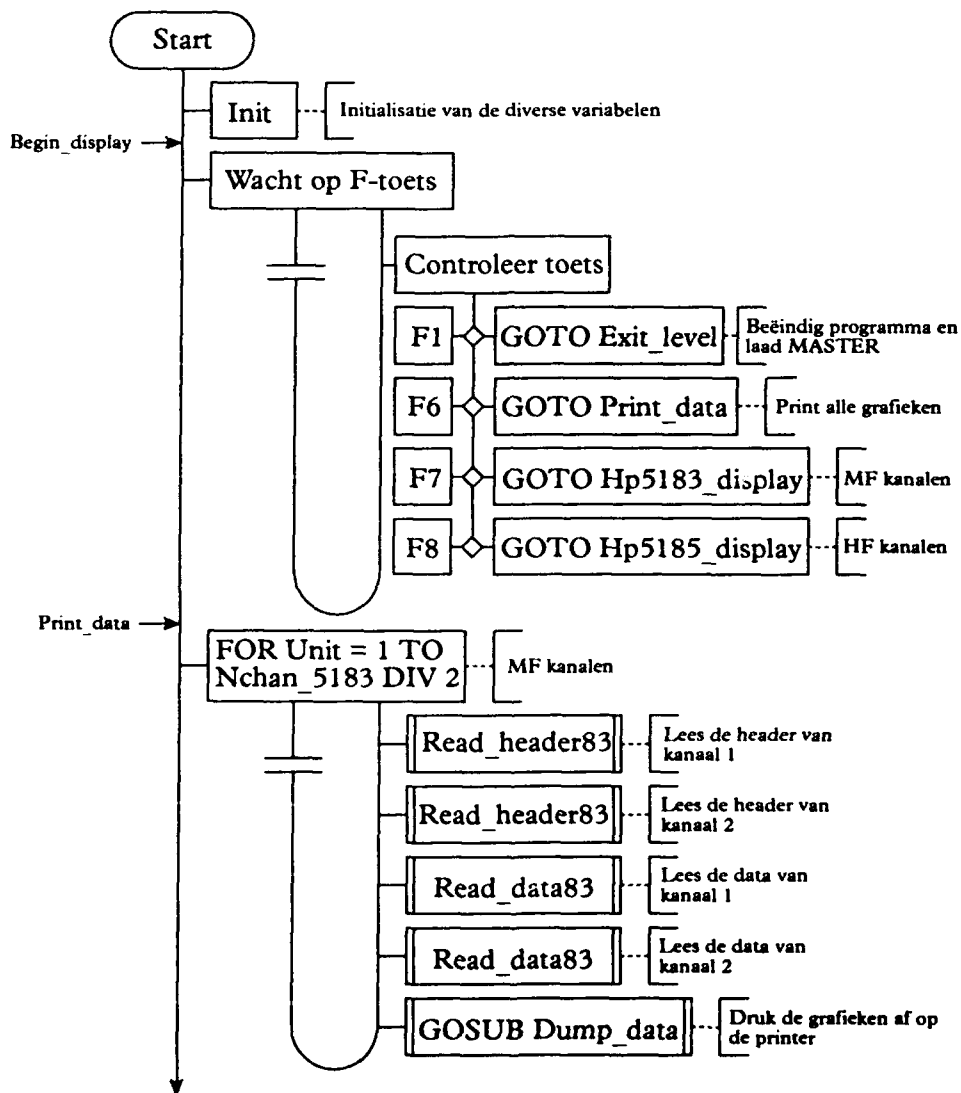 Start
Init
Initialisatie van de diverse variabelen
Begin_display
Wacht op F-toets
Controleer toets
F1
GOTO Exit_level
Beëindig programma en
laad MASTER
F6
GOTO Print_data
Print alle grafieken
F7
GOTO Hp5183_display
MF kanalen
F8
GOTO Hp5185_display
HF kanalen
Print_data
FOR Unit = 1 TO
Nchan_5183 DIV 2
MF kanalen
Read_header83
Lees de header van
kanaal 1
Read_header83
Lees de header van
kanaal 2
Read_data83
Lees de data van
kanaal 1
Read_data83
Lees de data van
kanaal 2
GOSUB Dump_data
Druk de grafieken af op
de printer